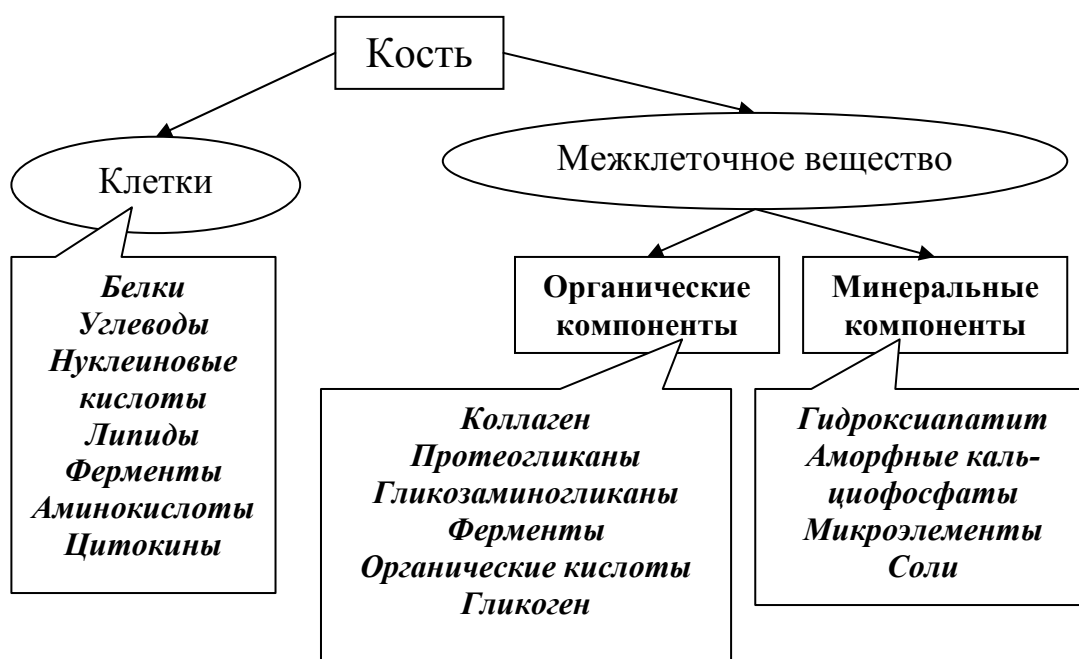 Кость
Клетки
Межклеточное вещество
Белки
Углеводы
Нуклеиновые
кислоты
Липиды
Ферменты
Аминокислоты
Цитокины
Органические
компоненты
Минеральные
компоненты
Коллаген
Протеогликаны
Гликозаминогликаны
Ферменты
Органические кислоты
Гликоген
Гидроксиапатит
Аморфные каль-
циофосфаты
Микроэлементы
Соли